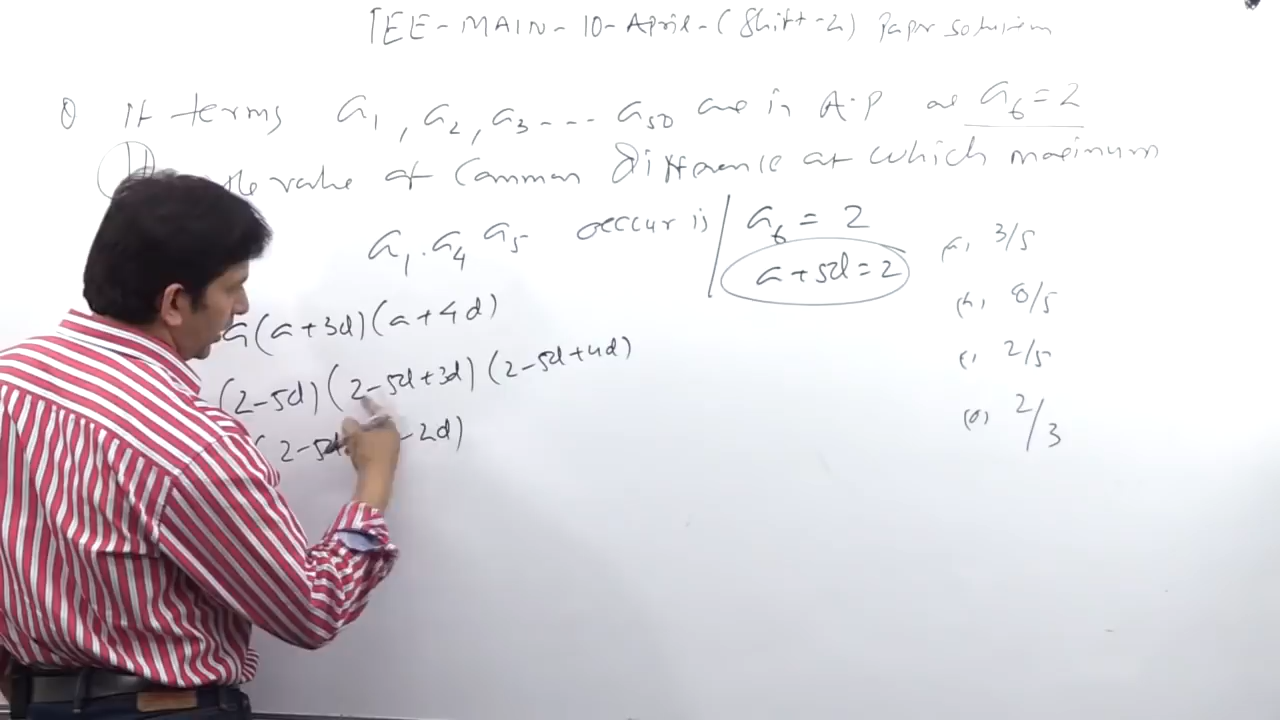 JEE-MAIN-10-April-(Shift-2) Paper solution
Q If terms a₁, a₂, a₃---- a₅₀ are in A.P a₆=2
value of Common Difference at which maximum
a₁.a₄ a₅ occur is
a₆ = 2
a+5d=2
a(a+3d)(a+4d)
(2-5d)(2-5d+3d)(2-5d+4d)
-2d)
(A), 3/5
(b), 8/5
(c), 2/5
(d) 2/3